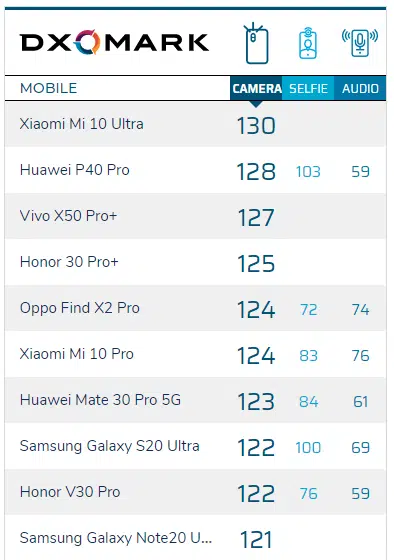 DXOMARK
MOBILE CAMERA SELFIE AUDIO
Xiaomi Mi 10 Ultra 130
Huawei P40 Pro 128 103 59
Vivo X50 Pro+ 127
Honor 30 Pro+ 125
Oppo Find X2 Pro 124 72 74
Xiaomi Mi 10 Pro 124 83 76
Huawei Mate 30 Pro 5G 123 84 61
Samsung Galaxy S20 Ultra 122 100 69
Honor V30 Pro 122 76 59
Samsung Galaxy Note20 U... 121